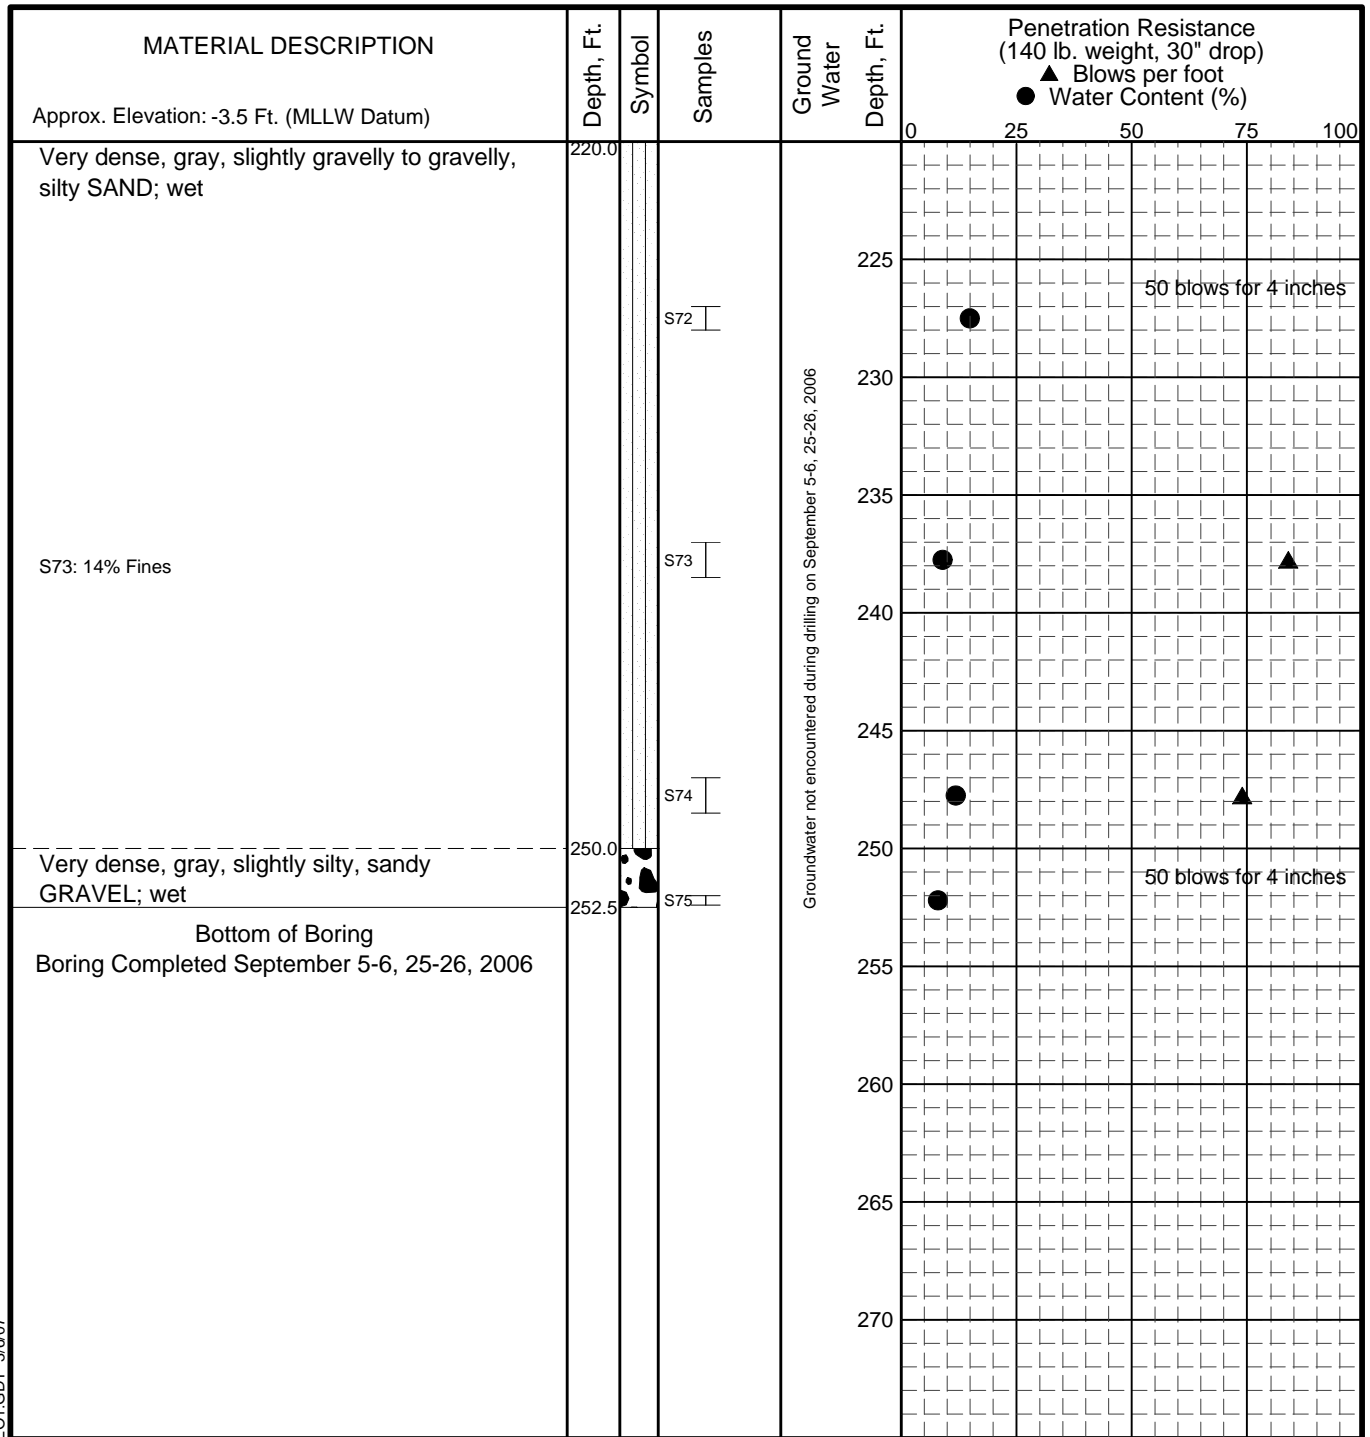 MATERIAL DESCRIPTION
Approx. Elevation: -3.5 Ft. (MLLW Datum)
Depth, Ft.
Symbol
Samples
Ground
Water
Depth, Ft.
Penetration Resistance
(140 lb. weight, 30" drop)
▲ Blows per foot
● Water Content (%)
0 25 50 75 100
Very dense, gray, slightly gravelly to gravelly,
silty SAND; wet
220.0
225
50 blows for 4 inches
S72
230
235
S73: 14% Fines
S73
240
245
S74
Groundwater not encountered during drilling on September 5-6, 25-26, 2006
250.0
250
Very dense, gray, slightly silty, sandy
GRAVEL; wet
50 blows for 4 inches
S75
252.5
Bottom of Boring
Boring Completed September 5-6, 25-26, 2006
255
260
265
270